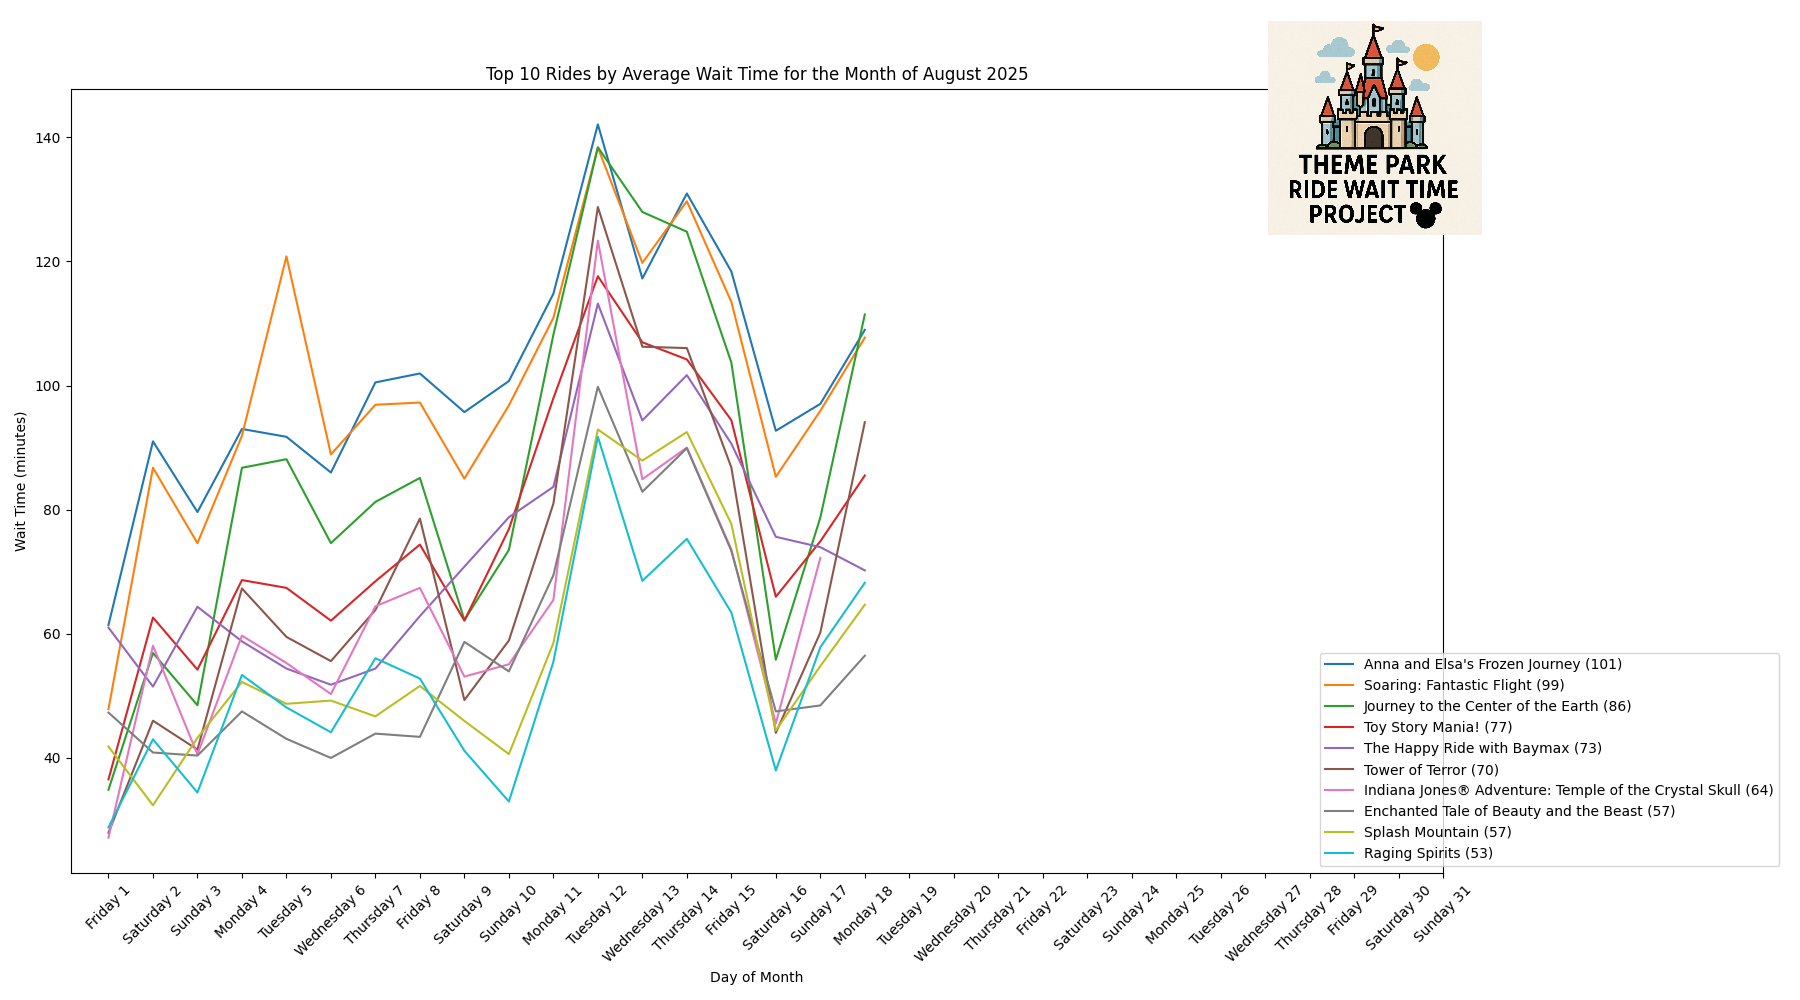 Top 10 Rides by Average Wait Time for the Month of August 2025
THEME PARK
RIDE WAIT TIME
PROJECT
Wait Time (minutes)
140
120
100
80
60
40
Anna and Elsa's Frozen Journey (101)
Soaring: Fantastic Flight (99)
Journey to the Center of the Earth (86)
Toy Story Mania! (77)
The Happy Ride with Baymax (73)
Tower of Terror (70)
Indiana Jones® Adventure: Temple of the Crystal Skull (64)
Enchanted Tale of Beauty and the Beast (57)
Splash Mountain (57)
Raging Spirits (53)
Friday 1
Saturday 2
Sunday 3
Monday 4
Tuesday 5
Wednesday 6
Thursday 7
Friday 8
Saturday 9
Sunday 10
Monday 11
Tuesday 12
Wednesday 13
Thursday 14
Friday 15
Saturday 16
Sunday 17
Monday 18
Tuesday 19
Wednesday 20
Thursday 21
Friday 22
Saturday 23
Sunday 24
Monday 25
Tuesday 26
Wednesday 27
Thursday 28
Friday 29
Saturday 30
Sunday 31
Day of Month